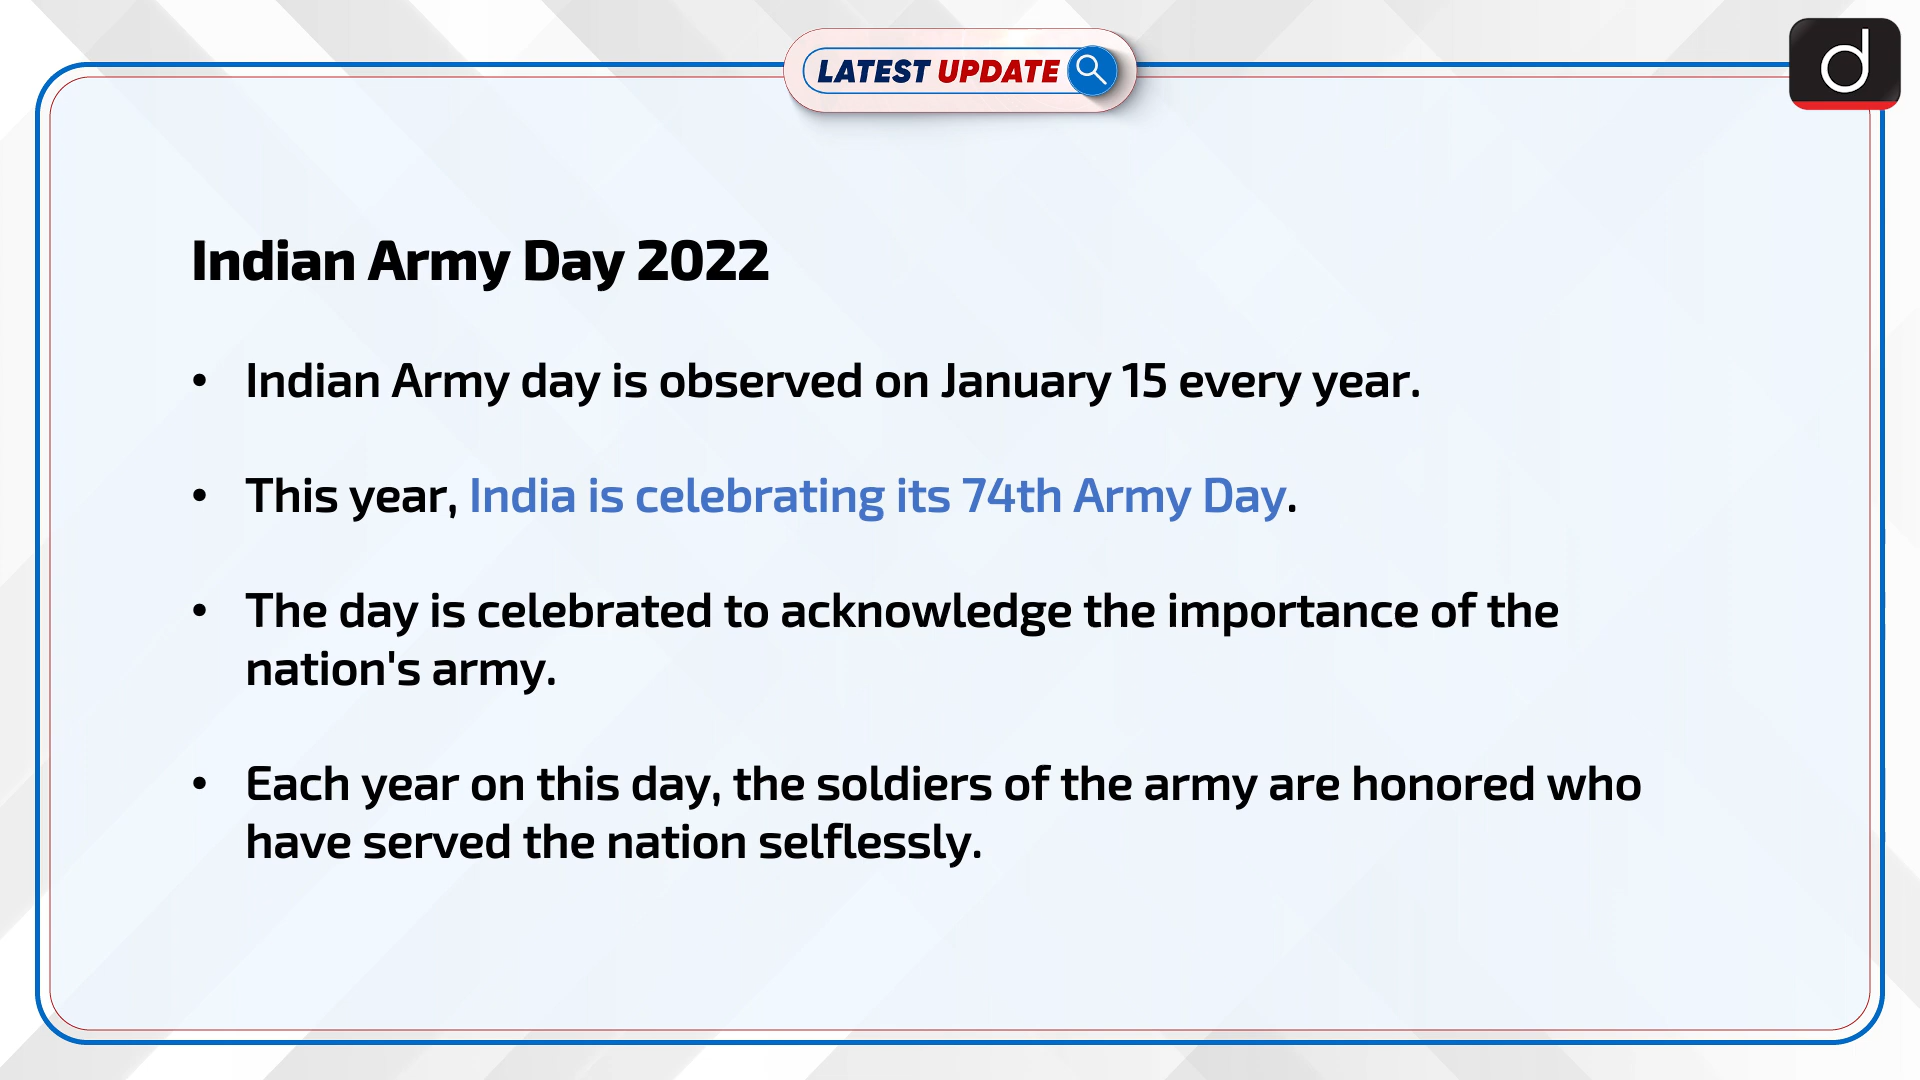 LATEST UPDATE
d
Indian Army Day 2022
• Indian Army day is observed on January 15 every year.
• This year, India is celebrating its 74th Army Day.
• The day is celebrated to acknowledge the importance of the
nation's army.
• Each year on this day, the soldiers of the army are honored who
have served the nation selflessly.